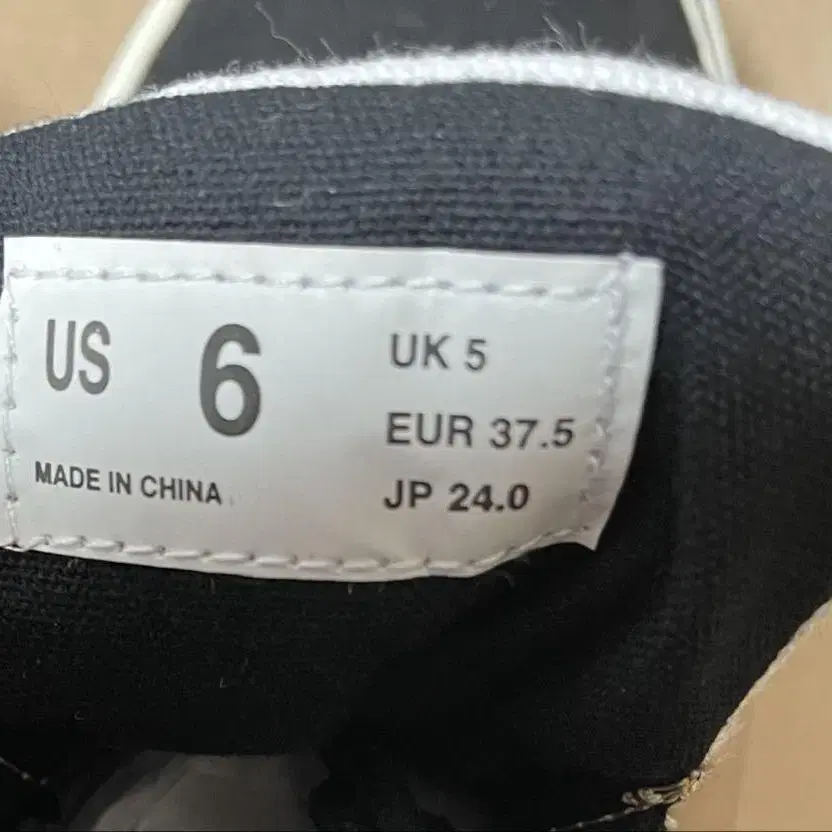 US 6
MADE IN CHINA
UK 5
EUR 37.5
JP 24.0